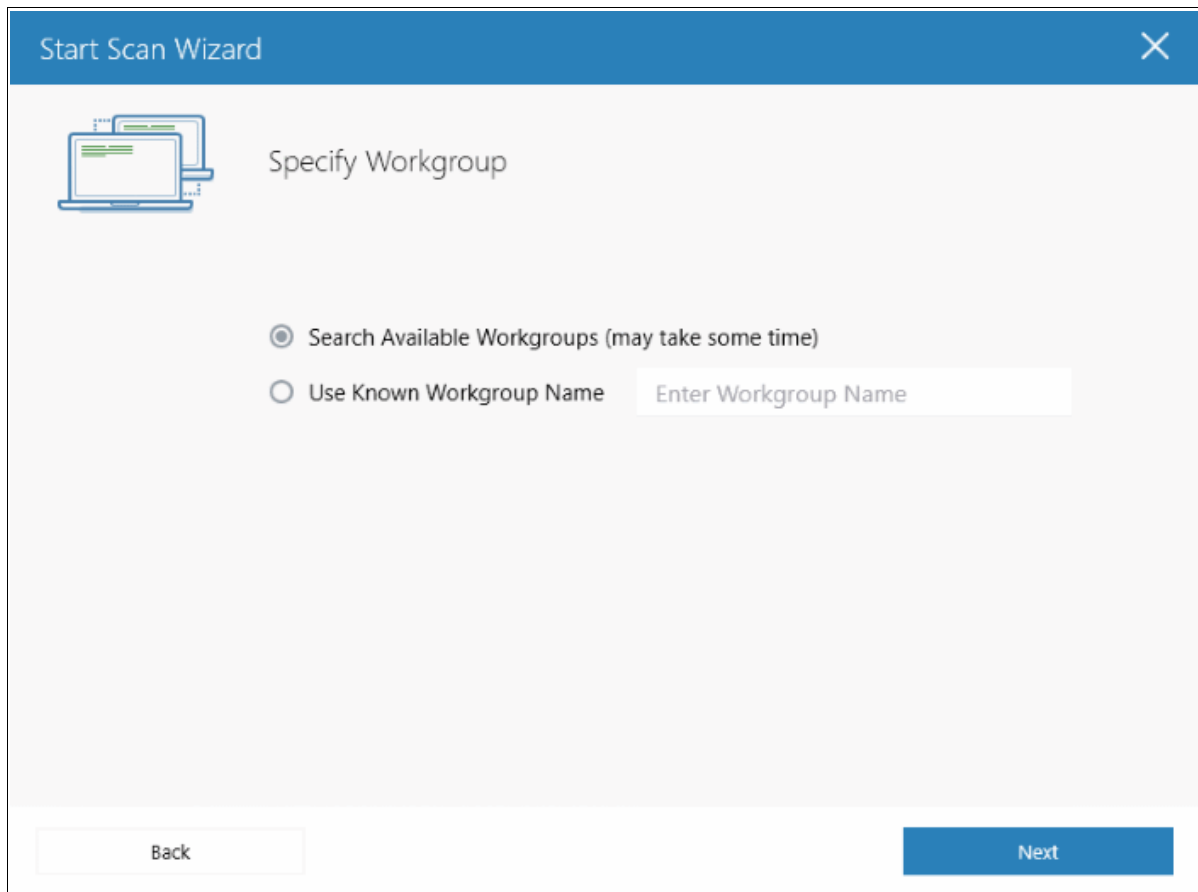 Start Scan Wizard
Specify Workgroup
Search Available Workgroups (may take some time)
Use Known Workgroup Name Enter Workgroup Name
Back Next